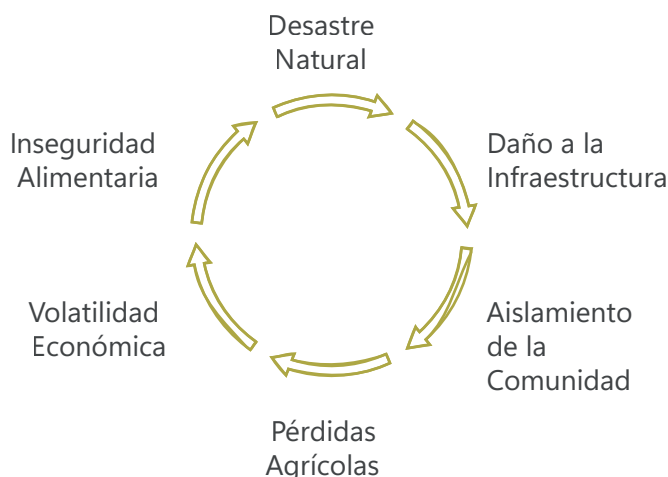 Desastre
Natural
Daño a la
Infraestructura
Aislamiento
de la
Comunidad
Pérdidas
Agrícolas
Volatilidad
Económica
Inseguridad
Alimentaria